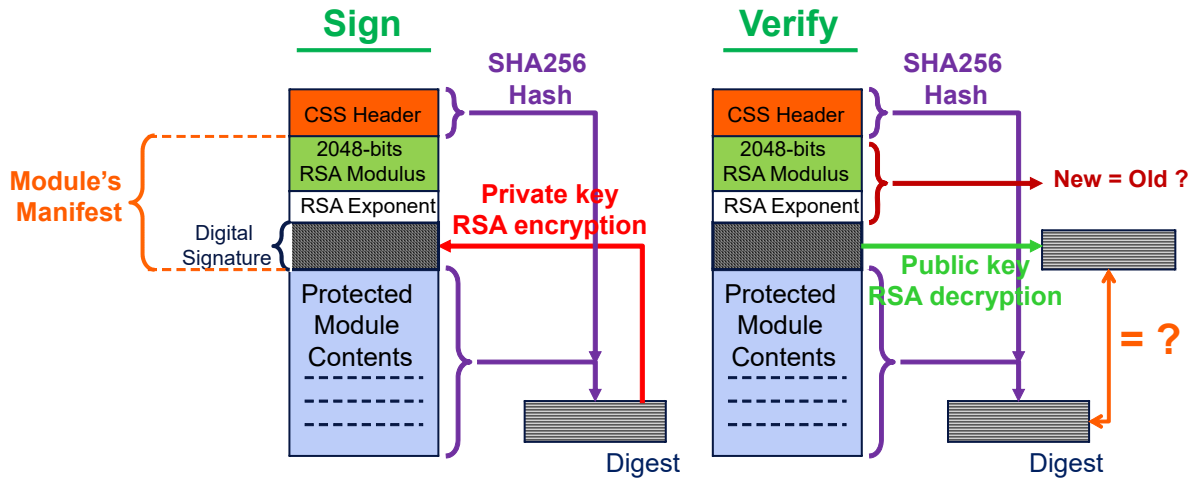 Sign
SHA256
Hash
CSS Header
2048-bits
RSA Modulus
RSA Exponent
Module's
Manifest
Digital
Signature
Private key
RSA encryption
Protected
Module
Contents
Digest
Verify
SHA256
Hash
CSS Header
2048-bits
RSA Modulus
RSA Exponent
New = Old ?
Public key
RSA decryption
Protected
Module
Contents
= ?
Digest